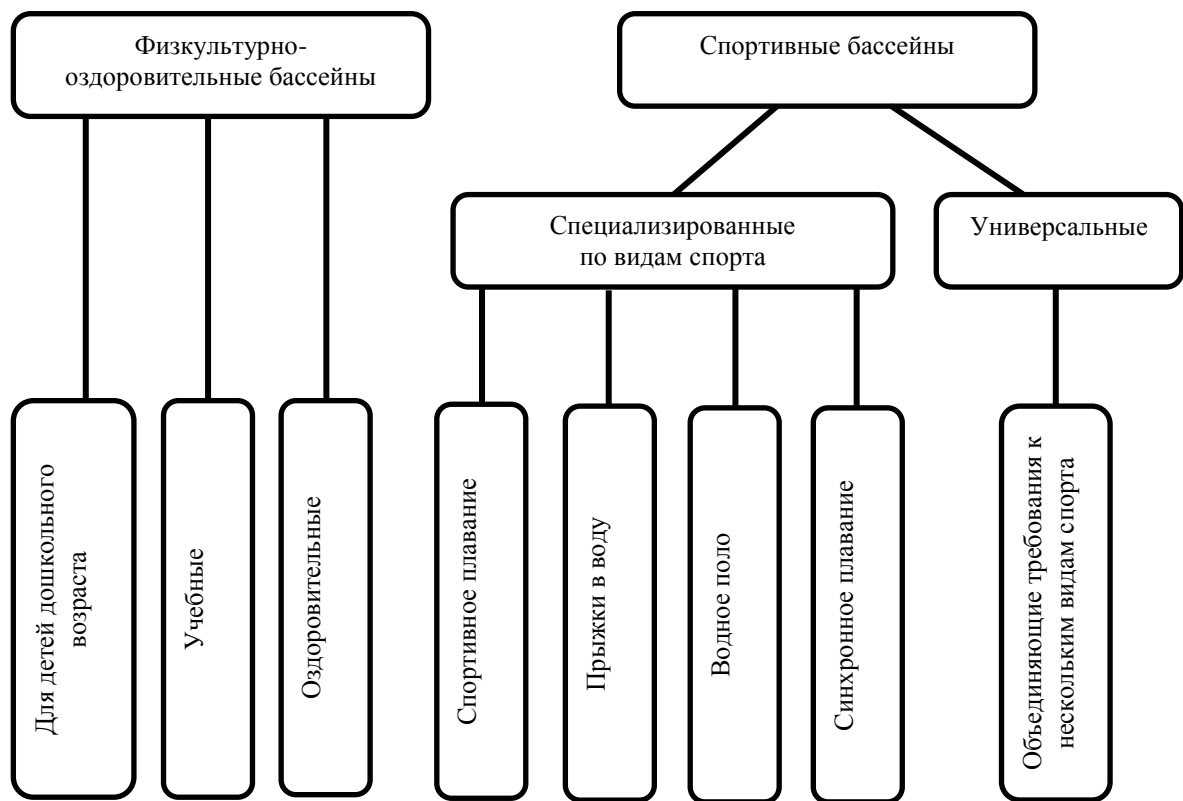 Физкультурно-
оздоровительные бассейны
Спортивные бассейны
Специализированные
по видам спорта
Универсальные
Для детей дошкольного
возраста
Учебные
Оздоровительные
Спортивное плавание
Прыжки в воду
Водное поло
Синхронное плавание
Объединяющие требования к
нескольким видам спорта